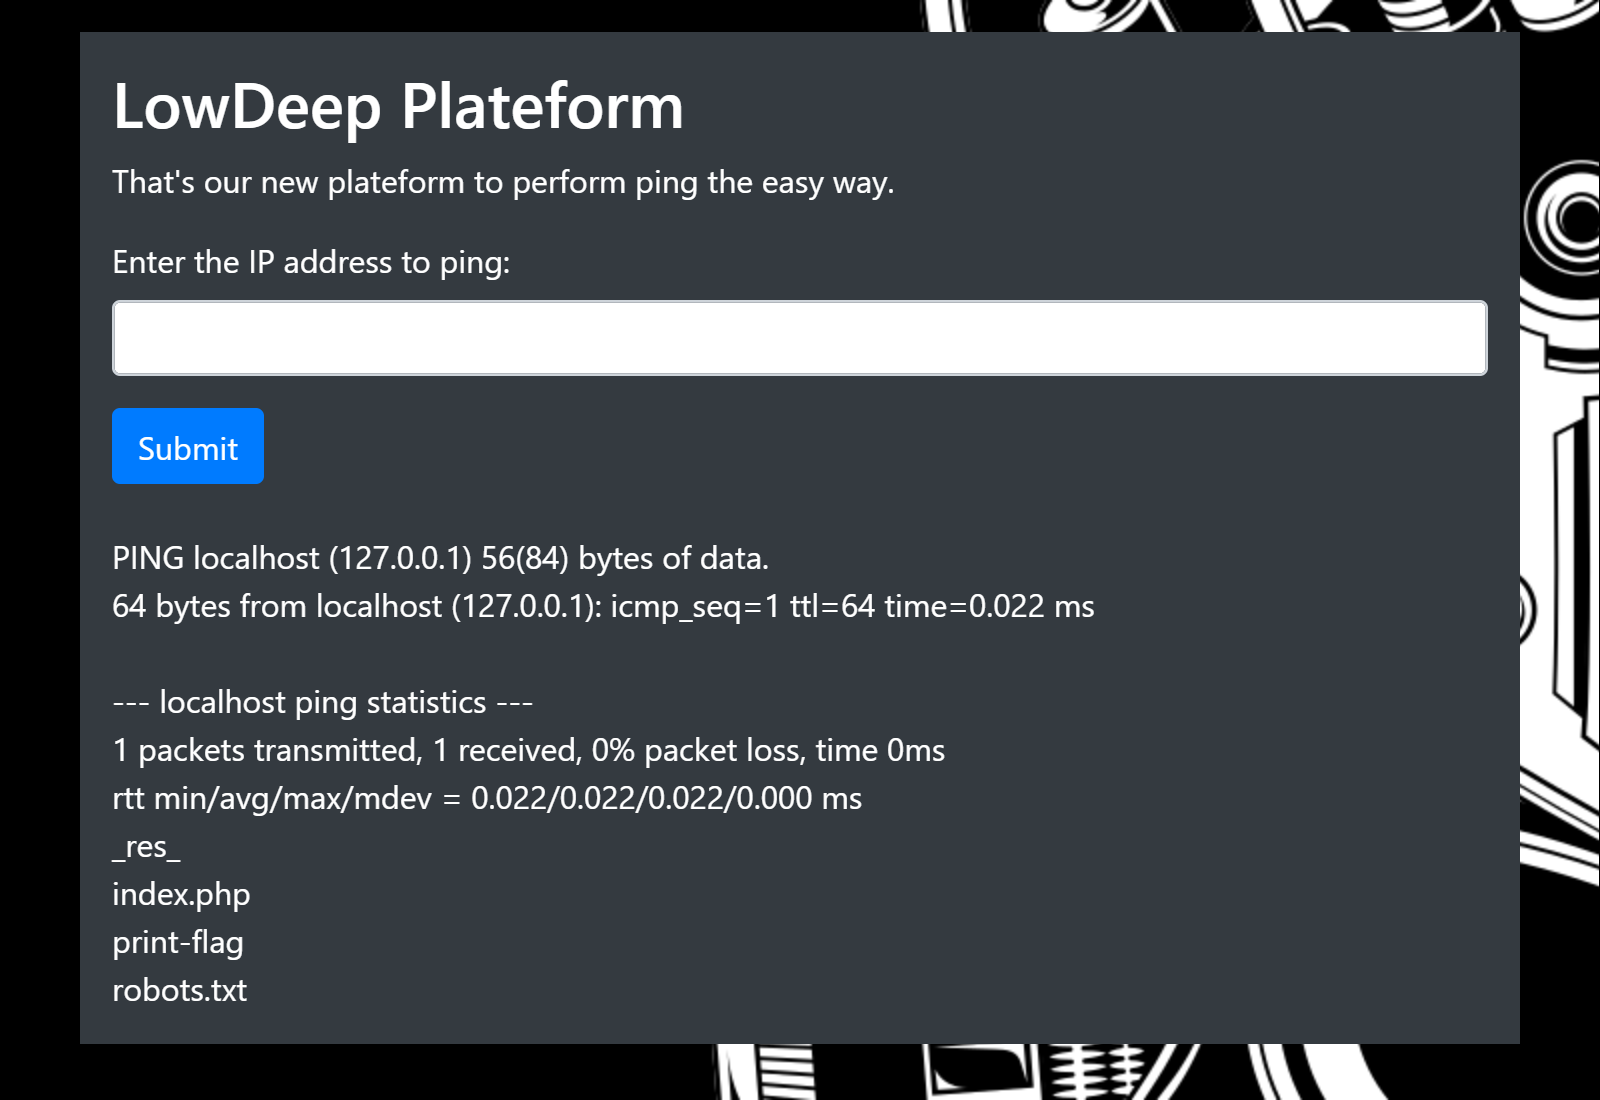 LowDeep Plateform
That's our new plateform to perform ping the easy way.
Enter the IP address to ping:
Submit
PING localhost (127.0.0.1) 56(84) bytes of data.
64 bytes from localhost (127.0.0.1): icmp_seq=1 ttl=64 time=0.022 ms
--- localhost ping statistics ---
1 packets transmitted, 1 received, 0% packet loss, time 0ms
rtt min/avg/max/mdev = 0.022/0.022/0.022/0.000 ms
_res_
index.php
print-flag
robots.txt